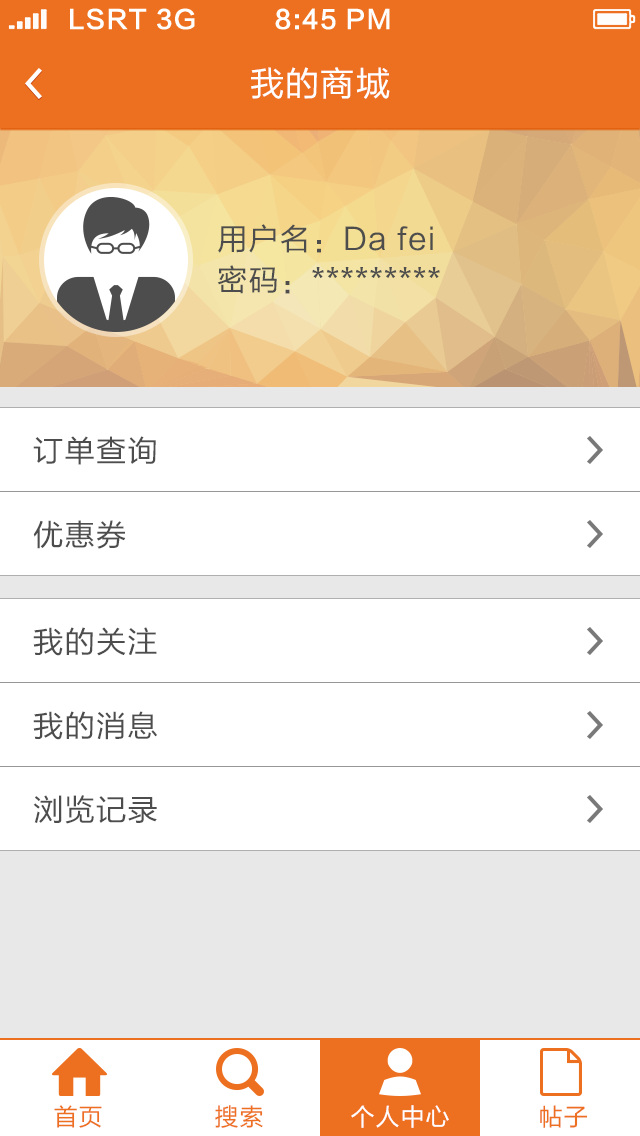 LSRT 3G 8:45 PM
我的商城
用户名：Da fei
密码：*********
订单查询
优惠券
我的关注
我的消息
浏览记录
首页 搜索 个人中心 帖子